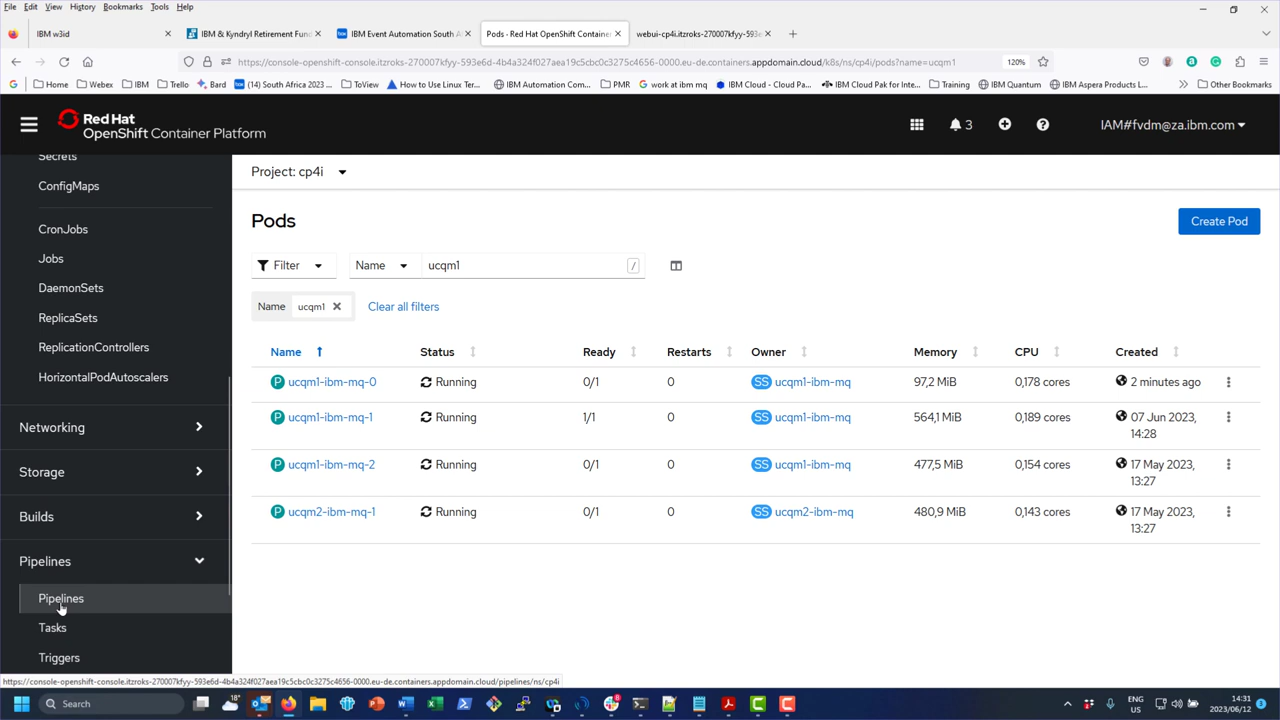 File Edit View History Bookmarks Tools Help
IBM w3id
IBM & Kyndryl Retirement Fund
IBM Event Automation South A
Pods - Red Hat OpenShift Containe
webui-cp4i.itzroks-270007kfyy-593e
https://console-openshift-console.itzroks-270007kfyy-593e6d-4b4a324f027aea19c5cbc0c3275c4656-0000.eu-de.containers.appdomain.cloud/k8s/ns/cp4i/pods?name=ucqm1
120%
Home Webex IBM Trello Bard (14) South Africa 2023 ... ToView How to Use Linux Ter... IBM Automation Com... PMR work at ibm mq IBM Cloud - Cloud Pa... IBM Cloud Pak for Inte... Training IBM Quantum IBM Aspera Products L... Other Bookmarks
Red Hat
OpenShift Container Platform
3
IAM#fvdm@za.ibm.com
Secrets
ConfigMaps
CronJobs
Jobs
DaemonSets
ReplicaSets
ReplicationControllers
HorizontalPodAutoscalers
Networking
Storage
Builds
Pipelines
Pipelines
Tasks
Triggers
Project: cp4i
Pods
Create Pod
Filter Name ucqm1 /
Name ucqm1 Clear all filters
Name Status Ready Restarts Owner Memory CPU Created
P ucqm1-ibm-mq-0 Running 0/1 0 SS ucqm1-ibm-mq 97,2 MiB 0,178 cores 2 minutes ago
P ucqm1-ibm-mq-1 Running 1/1 0 SS ucqm1-ibm-mq 564,1 MiB 0,189 cores 07 Jun 2023,
14:28
P ucqm1-ibm-mq-2 Running 0/1 0 SS ucqm1-ibm-mq 477,5 MiB 0,154 cores 17 May 2023,
13:27
P ucqm2-ibm-mq-1 Running 0/1 0 SS ucqm2-ibm-mq 480,9 MiB 0,143 cores 17 May 2023,
13:27
https://console-openshift-console.itzroks-270007kfyy-593e6d-4b4a324f027aea19c5cbc0c3275c4656-0000.eu-de.containers.appdomain.cloud/pipelines/ns/cp4i
Search
18°
ENG
US
14:31
2023/06/12